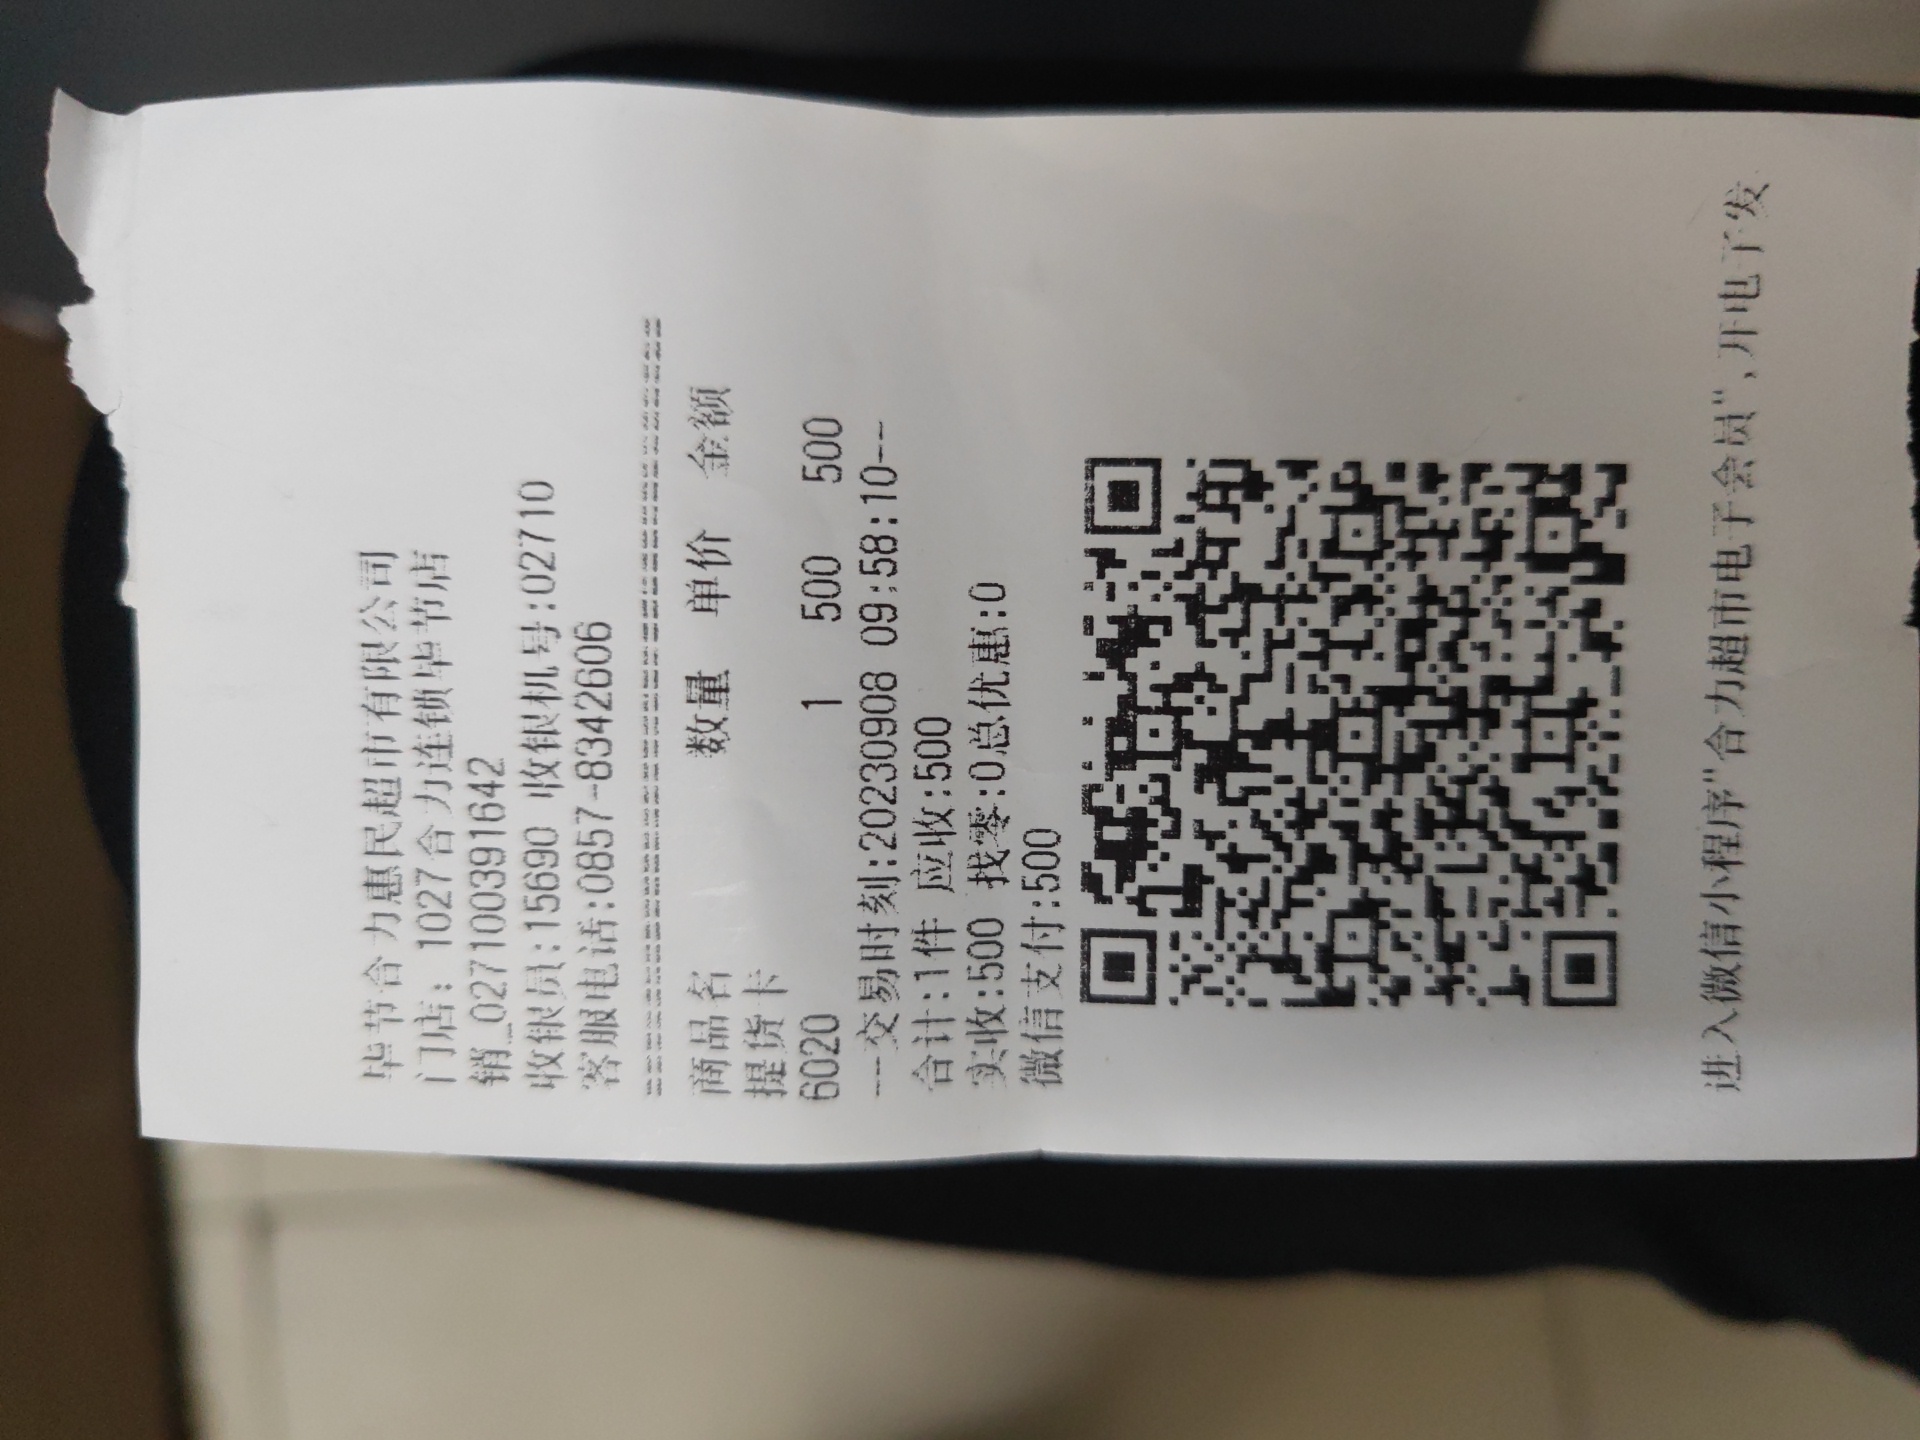 毕节合力惠民超市有限公司
门店: 1027合力连锁毕节店
销_0271003916​42
收银员:15690 收银机号:02710
客服电话:0857-8342606
商品名 数量 单价 金额
提货卡
6020 1 500 500
---交易时刻:20230908 09:58:10--
合计:1件 应收:500
实收:500 找零:0总优惠:0
微信支付:500
进入微信小程序"合力超市电子会员",开电子发